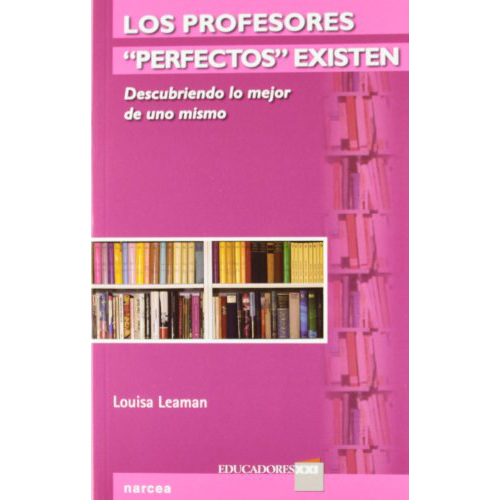 LOS PROFESORES
“PERFECTOS” EXISTEN
Descubriendo lo mejor
de uno mismo
Louisa Leaman
EDUCADORES XXI
narcea